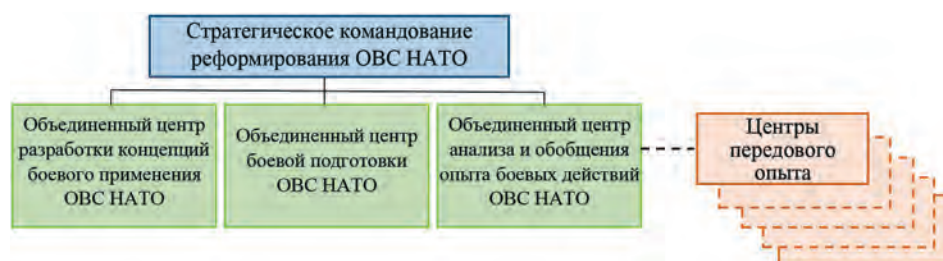 Стратегическое командование
реформирования ОВС НАТО
Объединенный центр
разработки концепций
боевого применения
ОВС НАТО
Объединенный центр
боевой подготовки
ОВС НАТО
Объединенный центр
анализа и обобщения
опыта боевых действий
ОВС НАТО
Центры
передового
опыта